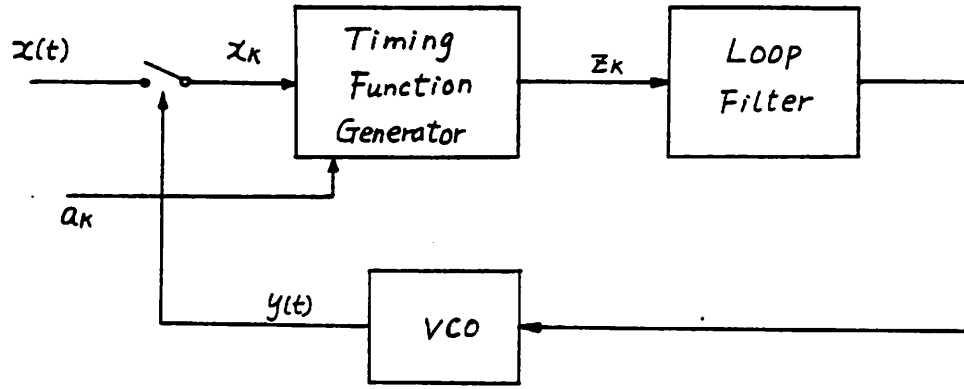 x(t)
xK
Timing
Function
Generator
zK
Loop
Filter
aK
y(t)
VCO